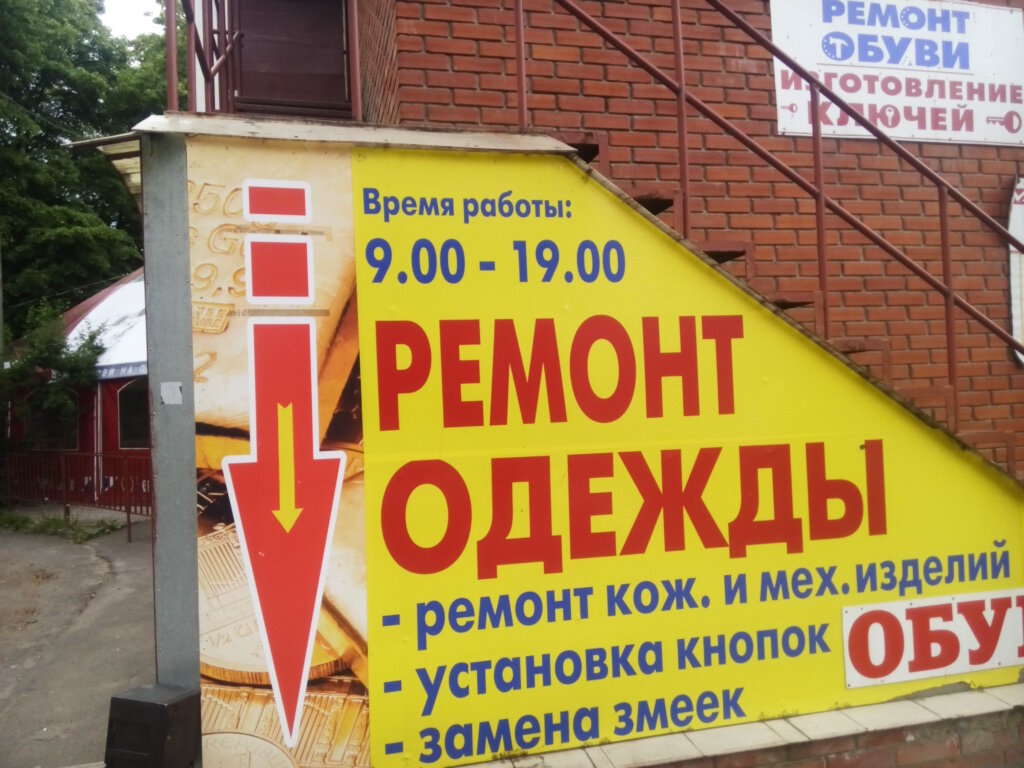 РЕМОНТ
ОБУВИ
ИЗГОТОВЛЕНИЕ
КЛЮЧЕЙ
Время работы:
9.00 - 19.00
РЕМОНТ
ОДЕЖДЫ
- ремонт кож. и мех. изделий
- установка кнопок
- замена змеек